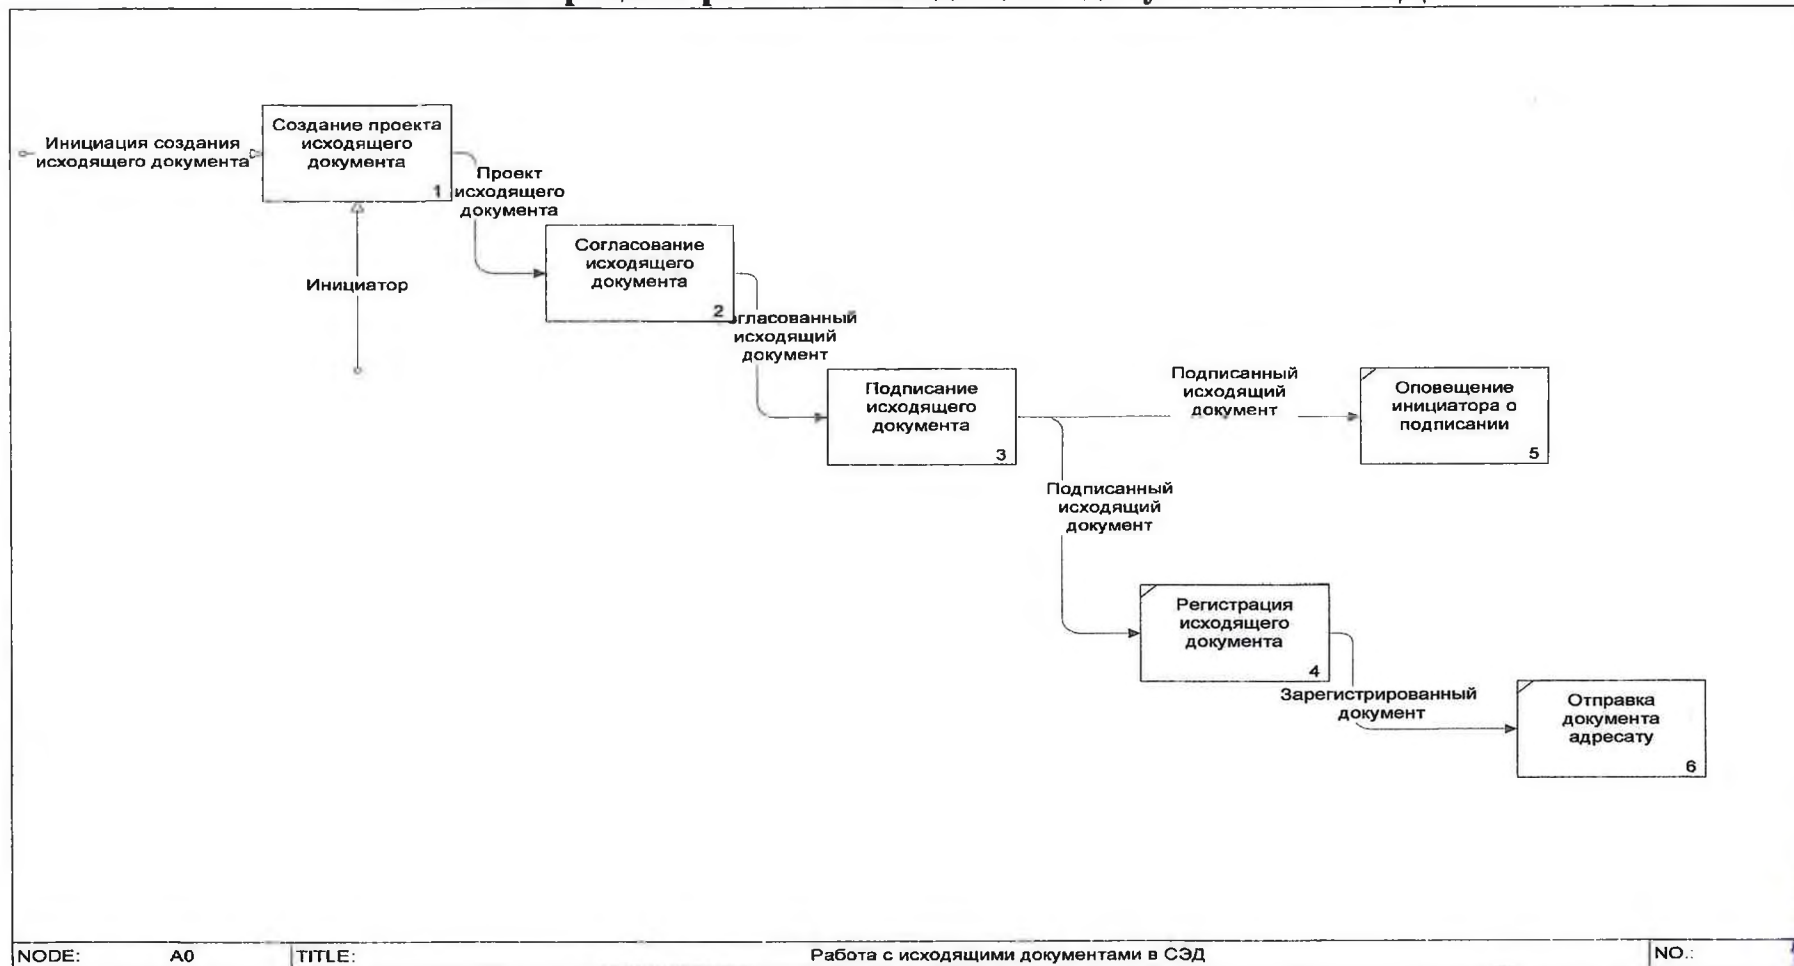 Инициация создания
исходящего документа
Создание проекта
исходящего
документа
1
Проект
исходящего
документа
Инициатор
Согласование
исходящего
документа
2
огласованный
исходящий
документ
Подписание
исходящего
документа
3
Подписанный
исходящий
документ
Оповещение
инициатора о
подписании
5
Подписанный
исходящий
документ
Регистрация
исходящего
документа
4
Зарегистрированный
документ
Отправка
документа
адресату
6
NODE: A0 TITLE: Работа с исходящими документами в СЭД NO.: